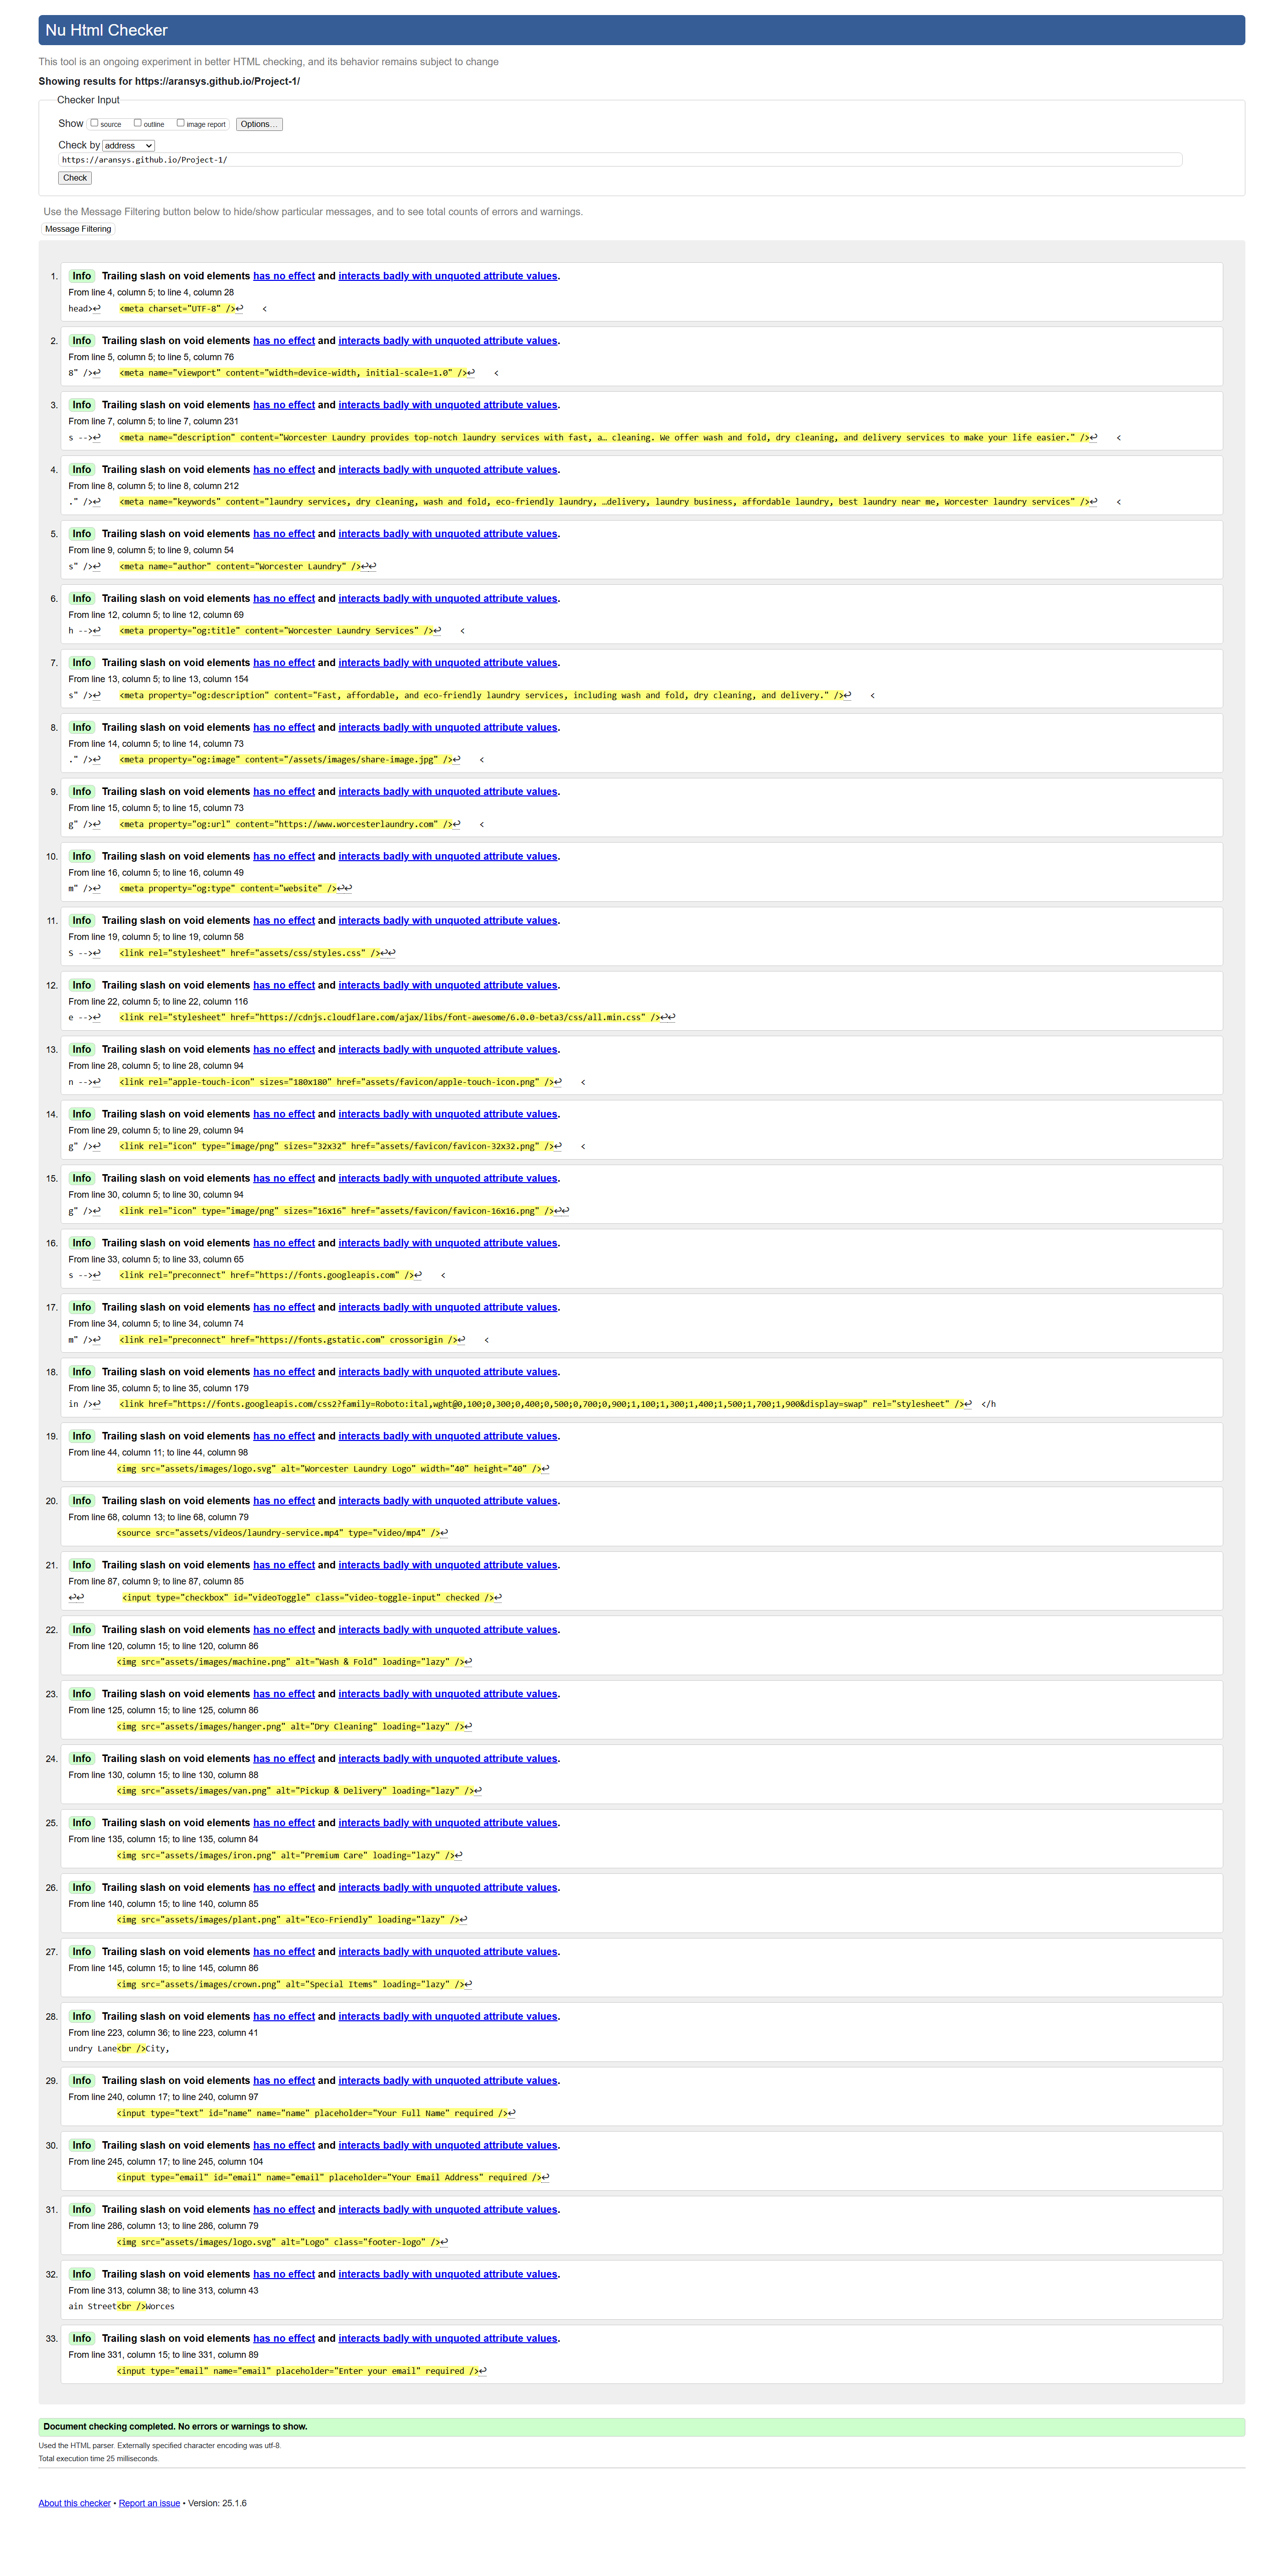 Nu Html Checker
This tool is an ongoing experiment in better HTML checking, and its behavior remains subject to change
Showing results for https://aransys.github.io/Project-1/
Checker Input
Show source outline image report Options…
Check by address
https://aransys.github.io/Project-1/
Check
Use the Message Filtering button below to hide/show particular messages, and to see total counts of errors and warnings.
Message Filtering
1. Info Trailing slash on void elements has no effect and interacts badly with unquoted attribute values.
From line 4, column 5; to line 4, column 28
head>↩ <meta charset="UTF-8" />↩ <
2. Info Trailing slash on void elements has no effect and interacts badly with unquoted attribute values.
From line 5, column 5; to line 5, column 76
8" />↩ <meta name="viewport" content="width=device-width, initial-scale=1.0" />↩ <
3. Info Trailing slash on void elements has no effect and interacts badly with unquoted attribute values.
From line 7, column 5; to line 7, column 231
s -->↩ <meta name="description" content="Worcester Laundry provides top-notch laundry services with fast, a… cleaning. We offer wash and fold, dry cleaning, and delivery services to make your life easier." />↩ <
4. Info Trailing slash on void elements has no effect and interacts badly with unquoted attribute values.
From line 8, column 5; to line 8, column 212
." />↩ <meta name="keywords" content="laundry services, dry cleaning, wash and fold, eco-friendly laundry, …delivery, laundry business, affordable laundry, best laundry near me, Worcester laundry services" />↩ <
5. Info Trailing slash on void elements has no effect and interacts badly with unquoted attribute values.
From line 9, column 5; to line 9, column 54
s" />↩ <meta name="author" content="Worcester Laundry" />↩↩
6. Info Trailing slash on void elements has no effect and interacts badly with unquoted attribute values.
From line 12, column 5; to line 12, column 69
h -->↩ <meta property="og:title" content="Worcester Laundry Services" />↩ <
7. Info Trailing slash on void elements has no effect and interacts badly with unquoted attribute values.
From line 13, column 5; to line 13, column 154
s" />↩ <meta property="og:description" content="Fast, affordable, and eco-friendly laundry services, including wash and fold, dry cleaning, and delivery." />↩ <
8. Info Trailing slash on void elements has no effect and interacts badly with unquoted attribute values.
From line 14, column 5; to line 14, column 73
." />↩ <meta property="og:image" content="/assets/images/share-image.jpg" />↩ <
9. Info Trailing slash on void elements has no effect and interacts badly with unquoted attribute values.
From line 15, column 5; to line 15, column 73
g" />↩ <meta property="og:url" content="https://www.worcesterlaundry.com" />↩ <
10. Info Trailing slash on void elements has no effect and interacts badly with unquoted attribute values.
From line 16, column 5; to line 16, column 49
m" />↩ <meta property="og:type" content="website" />↩↩
11. Info Trailing slash on void elements has no effect and interacts badly with unquoted attribute values.
From line 19, column 5; to line 19, column 58
S -->↩ <link rel="stylesheet" href="assets/css/styles.css" />↩↩
12. Info Trailing slash on void elements has no effect and interacts badly with unquoted attribute values.
From line 22, column 5; to line 22, column 116
e -->↩ <link rel="stylesheet" href="https://cdnjs.cloudflare.com/ajax/libs/font-awesome/6.0.0-beta3/css/all.min.css" />↩↩
13. Info Trailing slash on void elements has no effect and interacts badly with unquoted attribute values.
From line 28, column 5; to line 28, column 94
n -->↩ <link rel="apple-touch-icon" sizes="180x180" href="assets/favicon/apple-touch-icon.png" />↩ <
14. Info Trailing slash on void elements has no effect and interacts badly with unquoted attribute values.
From line 29, column 5; to line 29, column 94
g" />↩ <link rel="icon" type="image/png" sizes="32x32" href="assets/favicon/favicon-32x32.png" />↩ <
15. Info Trailing slash on void elements has no effect and interacts badly with unquoted attribute values.
From line 30, column 5; to line 30, column 94
g" />↩ <link rel="icon" type="image/png" sizes="16x16" href="assets/favicon/favicon-16x16.png" />↩↩
16. Info Trailing slash on void elements has no effect and interacts badly with unquoted attribute values.
From line 33, column 5; to line 33, column 65
s -->↩ <link rel="preconnect" href="https://fonts.googleapis.com" />↩ <
17. Info Trailing slash on void elements has no effect and interacts badly with unquoted attribute values.
From line 34, column 5; to line 34, column 74
m" />↩ <link rel="preconnect" href="https://fonts.gstatic.com" crossorigin />↩ <
18. Info Trailing slash on void elements has no effect and interacts badly with unquoted attribute values.
From line 35, column 5; to line 35, column 179
in />↩ <link href="https://fonts.googleapis.com/css2?family=Roboto:ital,wght@0,100;0,300;0,400;0,500;0,700;0,900;1,100;1,300;1,400;1,500;1,700;1,900&display=swap" rel="stylesheet" />↩ </h
19. Info Trailing slash on void elements has no effect and interacts badly with unquoted attribute values.
From line 44, column 11; to line 44, column 98
<img src="assets/images/logo.svg" alt="Worcester Laundry Logo" width="40" height="40" />↩
20. Info Trailing slash on void elements has no effect and interacts badly with unquoted attribute values.
From line 68, column 13; to line 68, column 79
<source src="assets/videos/laundry-service.mp4" type="video/mp4" />↩
21. Info Trailing slash on void elements has no effect and interacts badly with unquoted attribute values.
From line 87, column 9; to line 87, column 85
↩↩ <input type="checkbox" id="videoToggle" class="video-toggle-input" checked />↩
22. Info Trailing slash on void elements has no effect and interacts badly with unquoted attribute values.
From line 120, column 15; to line 120, column 86
<img src="assets/images/machine.png" alt="Wash & Fold" loading="lazy" />↩
23. Info Trailing slash on void elements has no effect and interacts badly with unquoted attribute values.
From line 125, column 15; to line 125, column 86
<img src="assets/images/hanger.png" alt="Dry Cleaning" loading="lazy" />↩
24. Info Trailing slash on void elements has no effect and interacts badly with unquoted attribute values.
From line 130, column 15; to line 130, column 88
<img src="assets/images/van.png" alt="Pickup & Delivery" loading="lazy" />↩
25. Info Trailing slash on void elements has no effect and interacts badly with unquoted attribute values.
From line 135, column 15; to line 135, column 84
<img src="assets/images/iron.png" alt="Premium Care" loading="lazy" />↩
26. Info Trailing slash on void elements has no effect and interacts badly with unquoted attribute values.
From line 140, column 15; to line 140, column 85
<img src="assets/images/plant.png" alt="Eco-Friendly" loading="lazy" />↩
27. Info Trailing slash on void elements has no effect and interacts badly with unquoted attribute values.
From line 145, column 15; to line 145, column 86
<img src="assets/images/crown.png" alt="Special Items" loading="lazy" />↩
28. Info Trailing slash on void elements has no effect and interacts badly with unquoted attribute values.
From line 223, column 36; to line 223, column 41
undry Lane<br />City,
29. Info Trailing slash on void elements has no effect and interacts badly with unquoted attribute values.
From line 240, column 17; to line 240, column 97
<input type="text" id="name" name="name" placeholder="Your Full Name" required />↩
30. Info Trailing slash on void elements has no effect and interacts badly with unquoted attribute values.
From line 245, column 17; to line 245, column 104
<input type="email" id="email" name="email" placeholder="Your Email Address" required />↩
31. Info Trailing slash on void elements has no effect and interacts badly with unquoted attribute values.
From line 286, column 13; to line 286, column 79
<img src="assets/images/logo.svg" alt="Logo" class="footer-logo" />↩
32. Info Trailing slash on void elements has no effect and interacts badly with unquoted attribute values.
From line 313, column 38; to line 313, column 43
ain Street<br />Worces
33. Info Trailing slash on void elements has no effect and interacts badly with unquoted attribute values.
From line 331, column 15; to line 331, column 89
<input type="email" name="email" placeholder="Enter your email" required />↩
Document checking completed. No errors or warnings to show.
Used the HTML parser. Externally specified character encoding was utf-8.
Total execution time 25 milliseconds.
About this checker • Report an issue • Version: 25.1.6